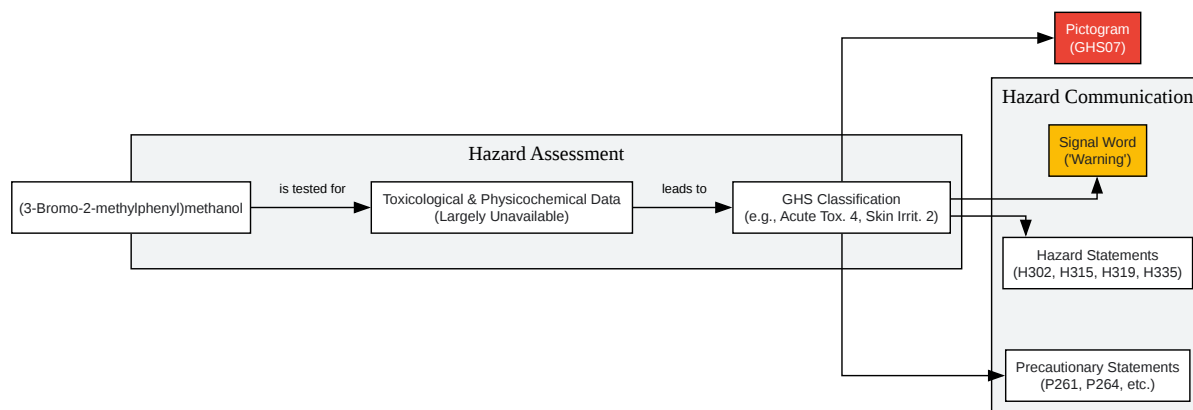 Pictogram
(GHS07)
Hazard Communication
Signal Word
('Warning')
Hazard Assessment
(3-Bromo-2-methylphenyl)methanol
is tested for
Toxicological & Physicochemical Data
(Largely Unavailable)
leads to
GHS Classification
(e.g., Acute Tox. 4, Skin Irrit. 2)
Hazard Statements
(H302, H315, H319, H335)
Precautionary Statements
(P261, P264, etc.)